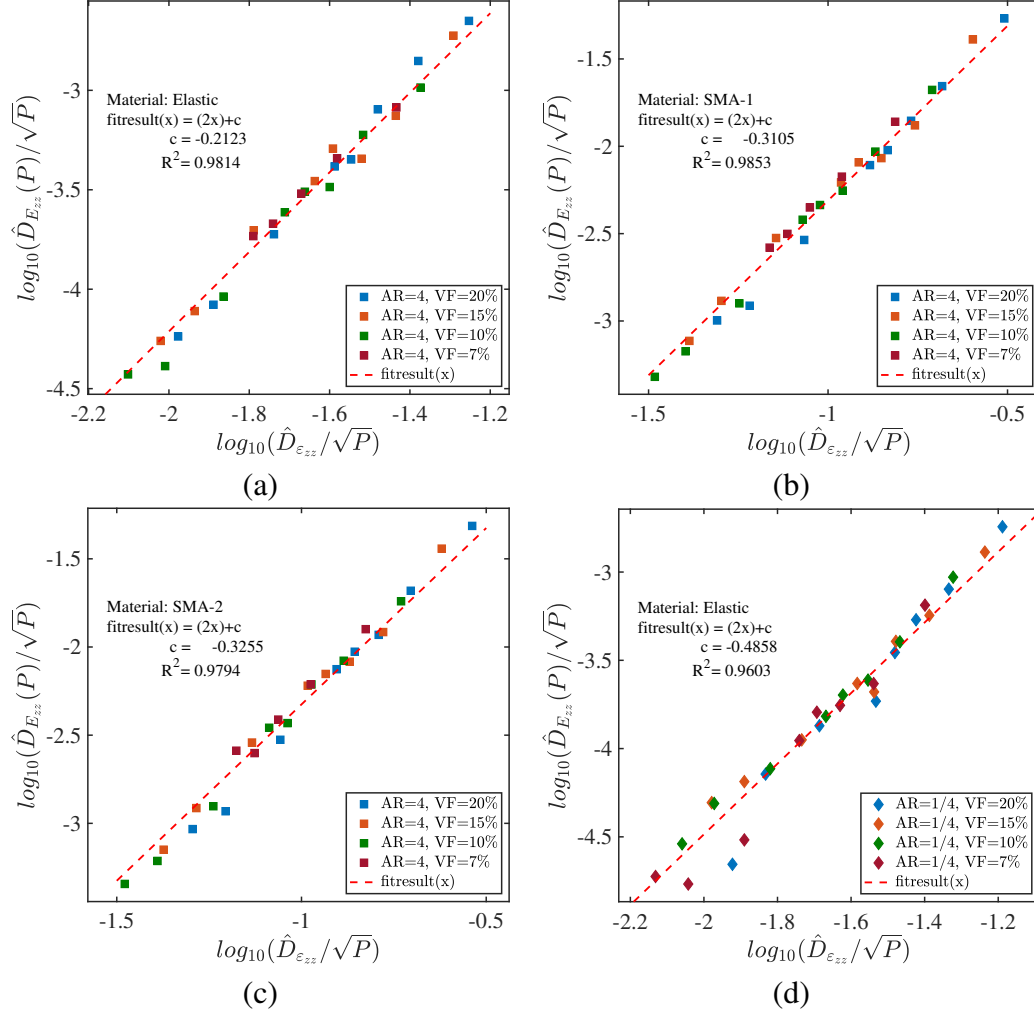 -3
-3.5
-4
-4.5
log10(D̂Ezz(P)/√P)
Material: Elastic
fitresult(x) = (2x)+c
c = -0.2123
R²= 0.9814
AR=4, VF=20%
AR=4, VF=15%
AR=4, VF=10%
AR=4, VF=7%
fitresult(x)
-2.2 -2 -1.8 -1.6 -1.4 -1.2
log10(D̂εzz/√P)
(a)
-1.5
-2
-2.5
-3
log10(D̂Ezz(P)/√P)
Material: SMA-1
fitresult(x) = (2x)+c
c = -0.3105
R²= 0.9853
AR=4, VF=20%
AR=4, VF=15%
AR=4, VF=10%
AR=4, VF=7%
fitresult(x)
-1.5 -1 -0.5
log10(D̂εzz/√P)
(b)
-1.5
-2
-2.5
-3
log10(D̂Ezz(P)/√P)
Material: SMA-2
fitresult(x) = (2x)+c
c = -0.3255
R²= 0.9794
AR=4, VF=20%
AR=4, VF=15%
AR=4, VF=10%
AR=4, VF=7%
fitresult(x)
-1.5 -1 -0.5
log10(D̂εzz/√P)
(c)
-3
-3.5
-4
-4.5
log10(D̂Ezz(P)/√P)
Material: Elastic
fitresult(x) = (2x)+c
c = -0.4858
R²= 0.9603
AR=1/4, VF=20%
AR=1/4, VF=15%
AR=1/4, VF=10%
AR=1/4, VF=7%
fitresult(x)
-2.2 -2 -1.8 -1.6 -1.4 -1.2
log10(D̂εzz/√P)
(d)